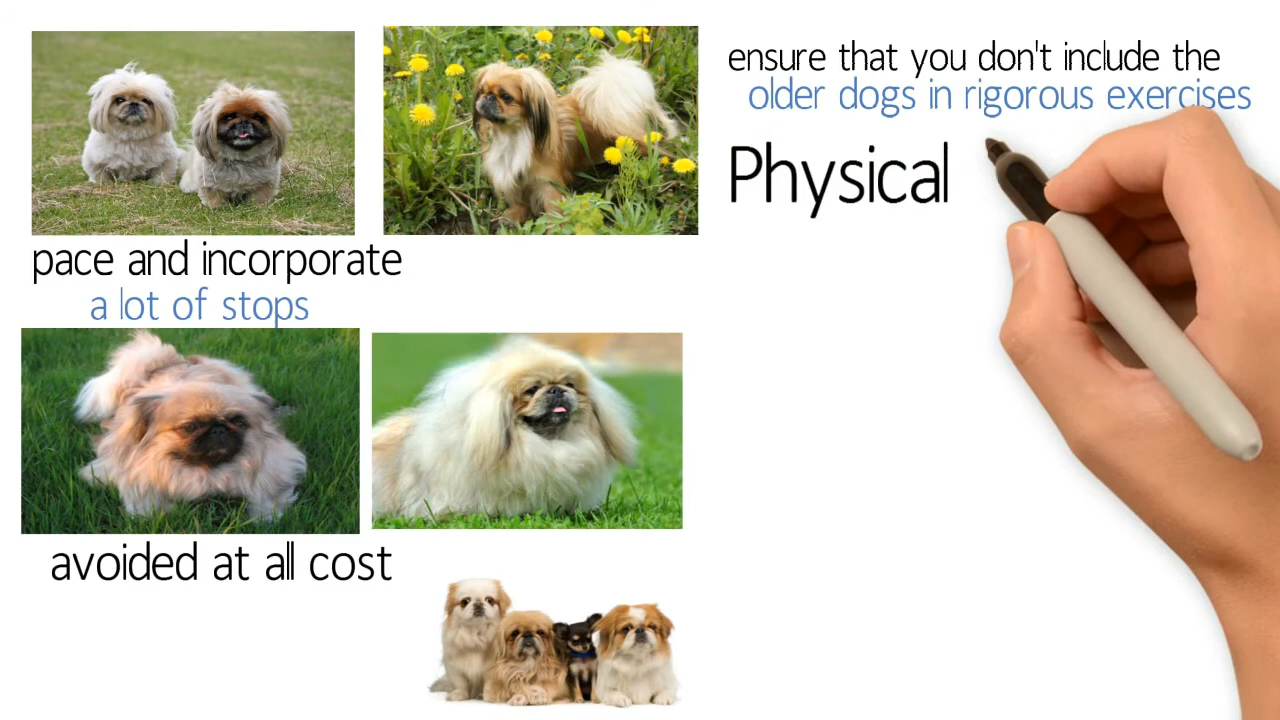 pace and incorporate
a lot of stops
avoided at all cost
ensure that you don't include the
older dogs in rigorous exercises
Physical